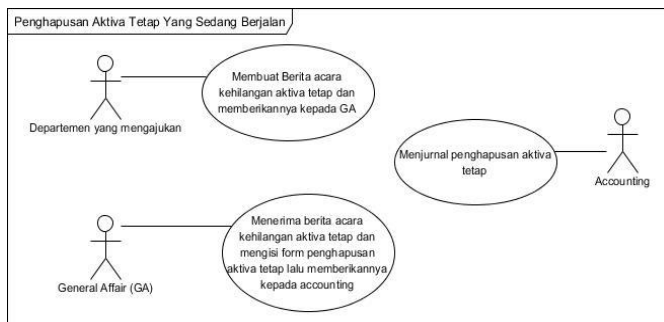 Penghapusan Aktiva Tetap Yang Sedang Berjalan
Membuat Berita acara
kehilangan aktiva tetap dan
memberikannya kepada GA
Departemen yang mengajukan
Menjurnal penghapusan aktiva
tetap
Accounting
Menerima berita acara
kehilangan aktiva tetap dan
mengisi form penghapusan
aktiva tetap lalu memberikannya
kepada accounting
General Affair (GA)